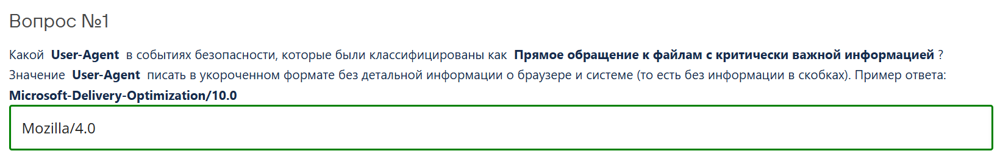 Вопрос №1
Какой User-Agent в событиях безопасности, которые были классифицированы как Прямое обращение к файлам с критически важной информацией ?
Значение User-Agent писать в укороченном формате без детальной информации о браузере и системе (то есть без информации в скобках). Пример ответа:
Microsoft-Delivery-Optimization/10.0
Mozilla/4.0